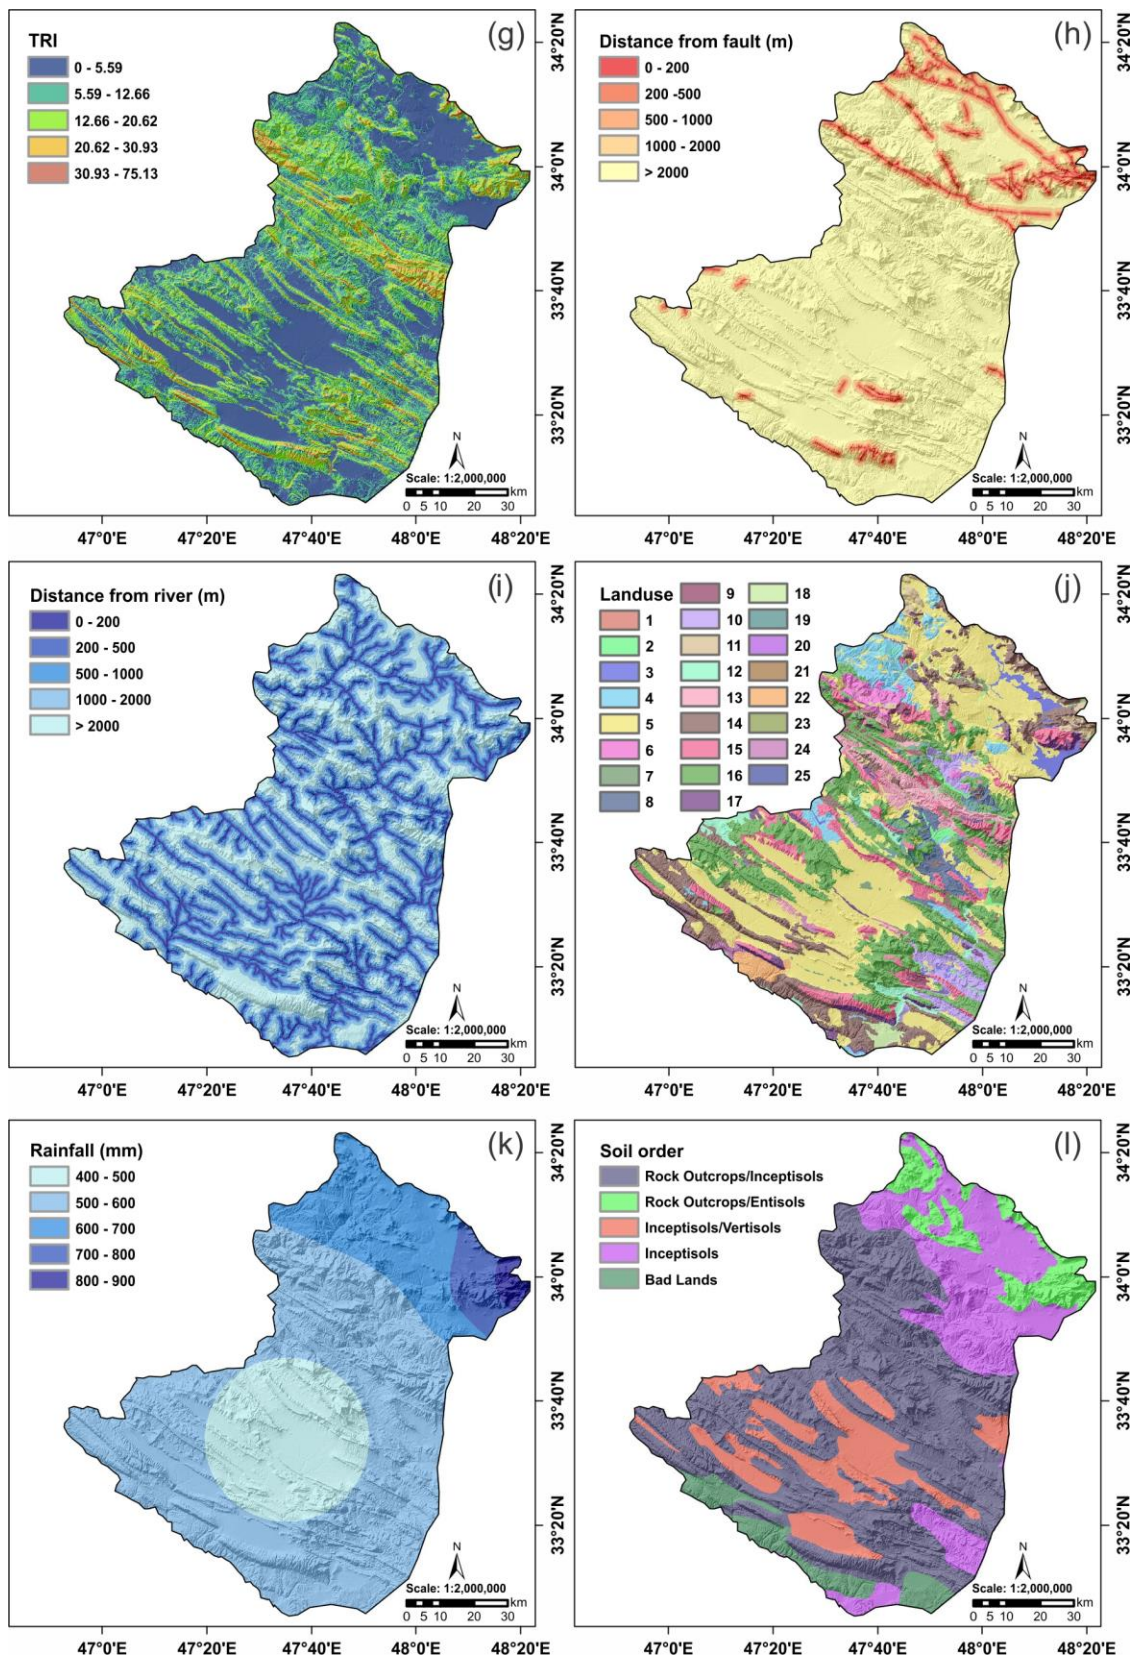 (g)
TRI
0 - 5.59
5.59 - 12.66
12.66 - 20.62
20.62 - 30.93
30.93 - 75.13
N
Scale: 1:2,000,000
km
0 5 10 20 30
34°20'N
34°0'N
33°40'N
33°20'N
47°0'E 47°20'E 47°40'E 48°0'E 48°20'E
(h)
Distance from fault (m)
0 - 200
200 -500
500 - 1000
1000 - 2000
> 2000
N
Scale: 1:2,000,000
km
0 5 10 20 30
34°20'N
34°0'N
33°40'N
33°20'N
47°0'E 47°20'E 47°40'E 48°0'E 48°20'E
(i)
Distance from river (m)
0 - 200
200 - 500
500 - 1000
1000 - 2000
> 2000
N
Scale: 1:2,000,000
km
0 5 10 20 30
34°20'N
34°0'N
33°40'N
33°20'N
47°0'E 47°20'E 47°40'E 48°0'E 48°20'E
(j)
Landuse
1
2
3
4
5
6
7
8
9
10
11
12
13
14
15
16
17
18
19
20
21
22
23
24
25
N
Scale: 1:2,000,000
km
0 5 10 20 30
34°20'N
34°0'N
33°40'N
33°20'N
47°0'E 47°20'E 47°40'E 48°0'E 48°20'E
(k)
Rainfall (mm)
400 - 500
500 - 600
600 - 700
700 - 800
800 - 900
N
Scale: 1:2,000,000
km
0 5 10 20 30
34°20'N
34°0'N
33°40'N
33°20'N
47°0'E 47°20'E 47°40'E 48°0'E 48°20'E
(l)
Soil order
Rock Outcrops/Inceptisols
Rock Outcrops/Entisols
Inceptisols/Vertisols
Inceptisols
Bad Lands
N
Scale: 1:2,000,000
km
0 5 10 20 30
34°20'N
34°0'N
33°40'N
33°20'N
47°0'E 47°20'E 47°40'E 48°0'E 48°20'E